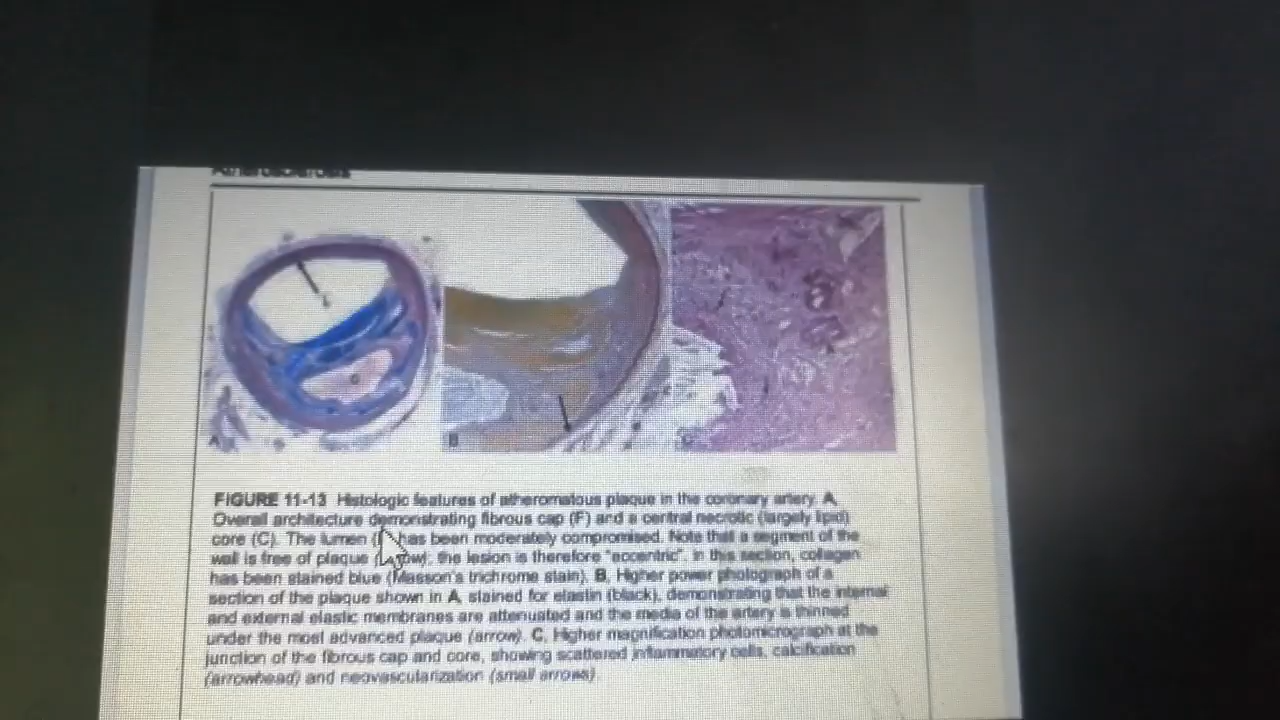 Atherosclerosis
A
B
C
FIGURE 11-13 Histologic features of atheromatous plaque in the coronary artery. A,
Overall architecture demonstrating fibrous cap (F) and a central necrotic (largely lipid)
core (C). The lumen has been moderately compromised. Note that a segment of the
wall is free of plaque (arrow); the lesion is therefore "eccentric". In this section, collagen
has been stained blue (Masson's trichrome stain). B, Higher power photograph of a
section of the plaque shown in A, stained for elastin (black), demonstrating that the internal
and external elastic membranes are attenuated and the media of the artery is thinned
under the most advanced plaque (arrow). C, Higher magnification photomicrograph at the
junction of the fibrous cap and core, showing scattered inflammatory cells, calcification
(arrowhead) and neovascularization (small arrows).